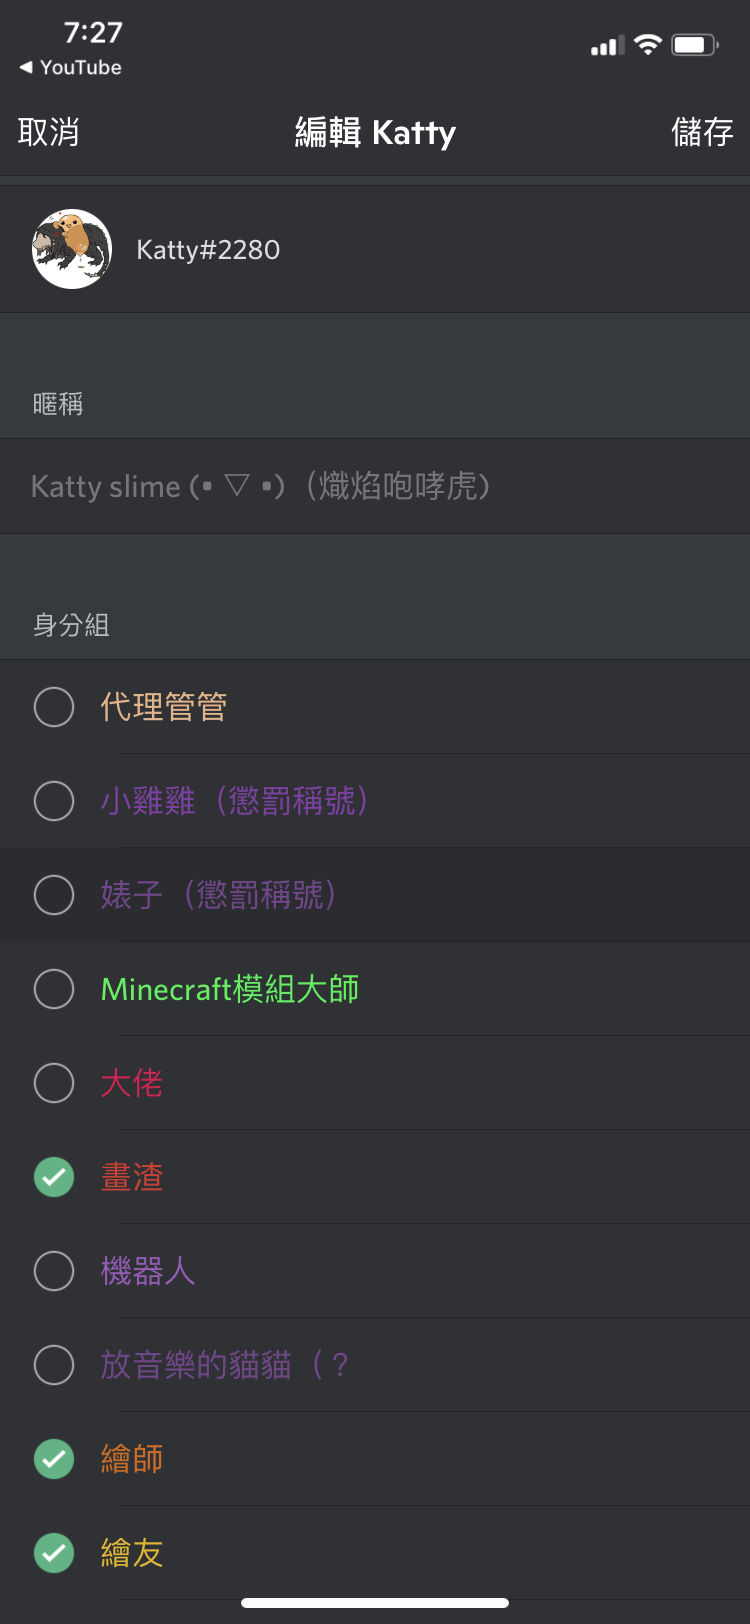 7:27
◀ YouTube
取消
編輯 Katty
儲存
Katty#2280
暱稱
Katty slime (• ▽ •)（熾焰咆哮虎）
身分組
代理管管
小雞雞（懲罰稱號）
婊子（懲罰稱號）
Minecraft模組大師
大佬
畫渣
機器人
放音樂的貓貓（？
繪師
繪友